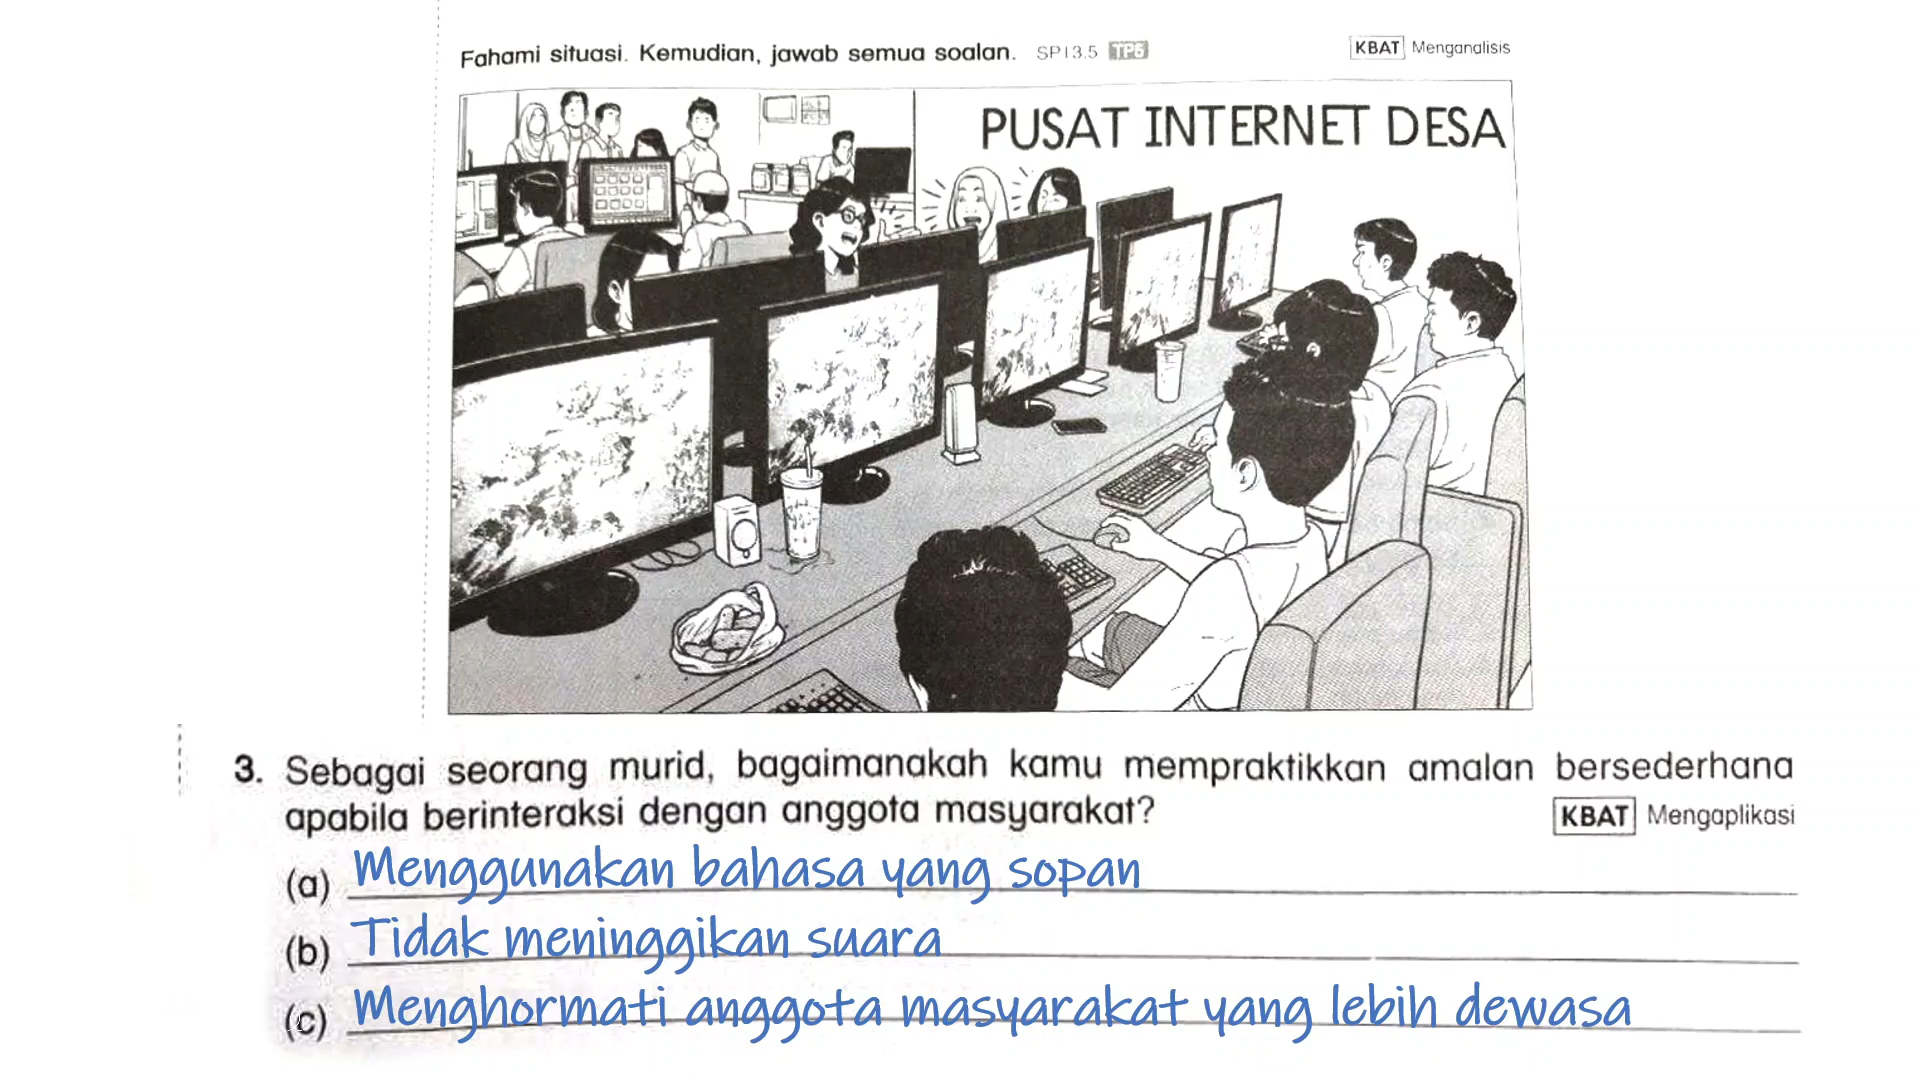 Fahami situasi. Kemudian, jawab semua soalan. SP13.5 TP5 KBAT Menganalisis
PUSAT INTERNET DESA
3. Sebagai seorang murid, bagaimanakah kamu mempraktikkan amalan bersederhana
apabila berinteraksi dengan anggota masyarakat? KBAT Mengaplikasi
(a) Menggunakan bahasa yang sopan
(b) Tidak meninggikan suara
(c) Menghormati anggota masyarakat yang lebih dewasa